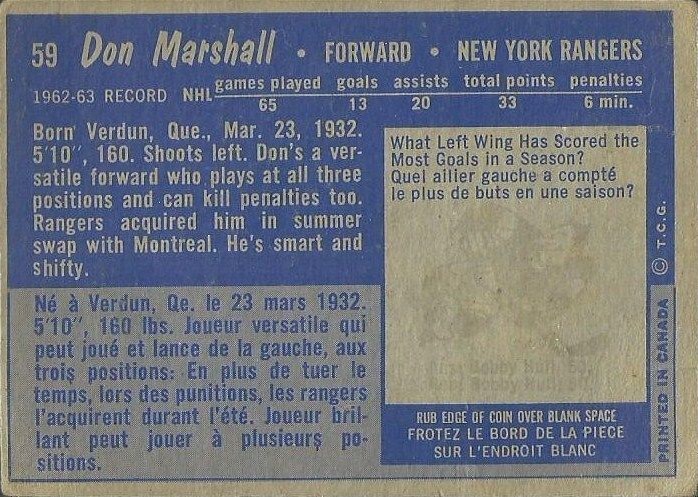 59 Don Marshall • FORWARD • NEW YORK RANGERS
games played goals assists total points penalties
1962-63 RECORD NHL 65 13 20 33 6 min.
Born Verdun, Que., Mar. 23, 1932.
5'10", 160. Shoots left. Don's a ver-
satile forward who plays at all three
positions and can kill penalties too.
Rangers acquired him in summer
swap with Montreal. He's smart and
shifty.
Né à Verdun, Qe. le 23 mars 1932.
5'10", 160 lbs. Joueur versatile qui
peut joué et lance de la gauche, aux
trois positions: En plus de tuer le
temps, lors des punitions, les rangers
l'acquirent durant l'été. Joueur bril-
lant peut jouer à plusieurs po-
sitions.
What Left Wing Has Scored the
Most Goals in a Season?
Quel ailier gauche a compté
le plus de buts en une saison?
Bobby Hull, 50.
Bobby Hull, 50.
RUB EDGE OF COIN OVER BLANK SPACE
FROTEZ LE BORD DE LA PIECE
SUR L'ENDROIT BLANC
PRINTED IN CANADA © T.C.G.